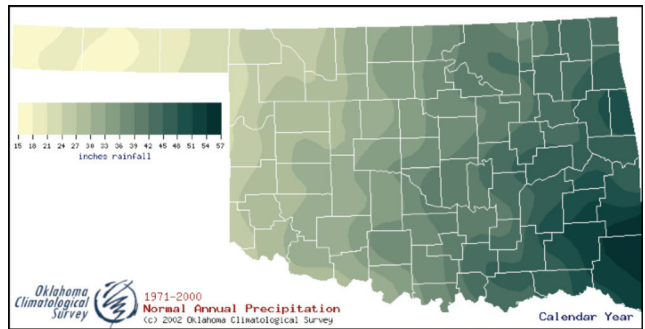 15 18 21 24 27 30 33 36 39 42 45 48 51 54 57
inches rainfall
Oklahoma
Climatological
Survey
1971-2000
Normal Annual Precipitation
(c) 2002 Oklahoma Climatological Survey
Calendar Year